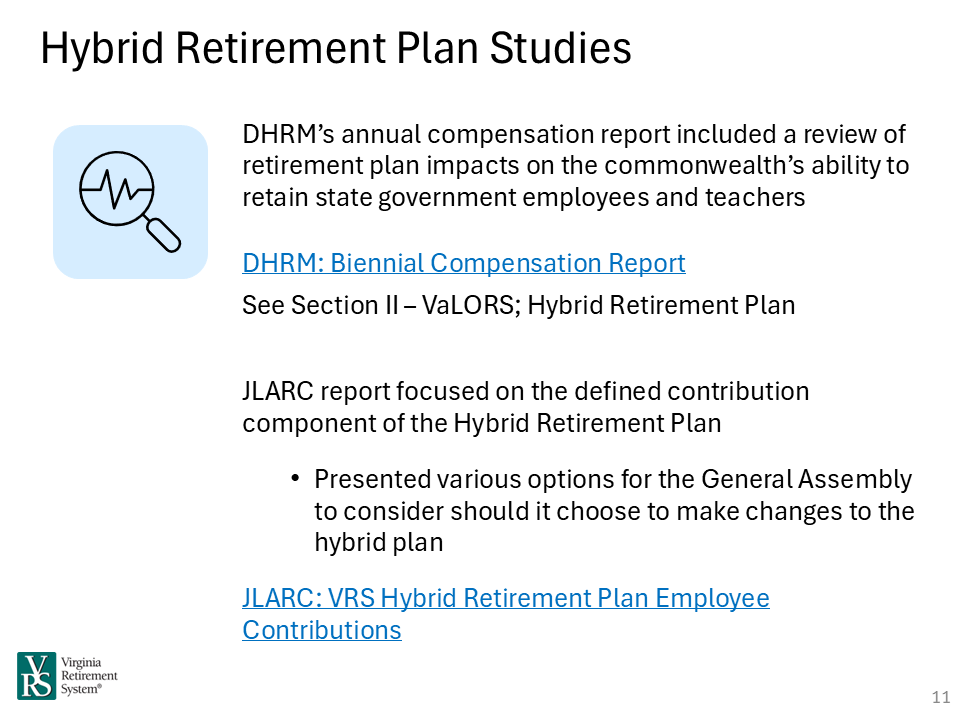 Hybrid Retirement Plan Studies
DHRM’s annual compensation report included a review of
retirement plan impacts on the commonwealth’s ability to
retain state government employees and teachers
DHRM: Biennial Compensation Report
See Section II – VaLORS; Hybrid Retirement Plan
JLARC report focused on the defined contribution
component of the Hybrid Retirement Plan
• Presented various options for the General Assembly
to consider should it choose to make changes to the
hybrid plan
JLARC: VRS Hybrid Retirement Plan Employee
Contributions
VRS
Virginia
Retirement
System®
11